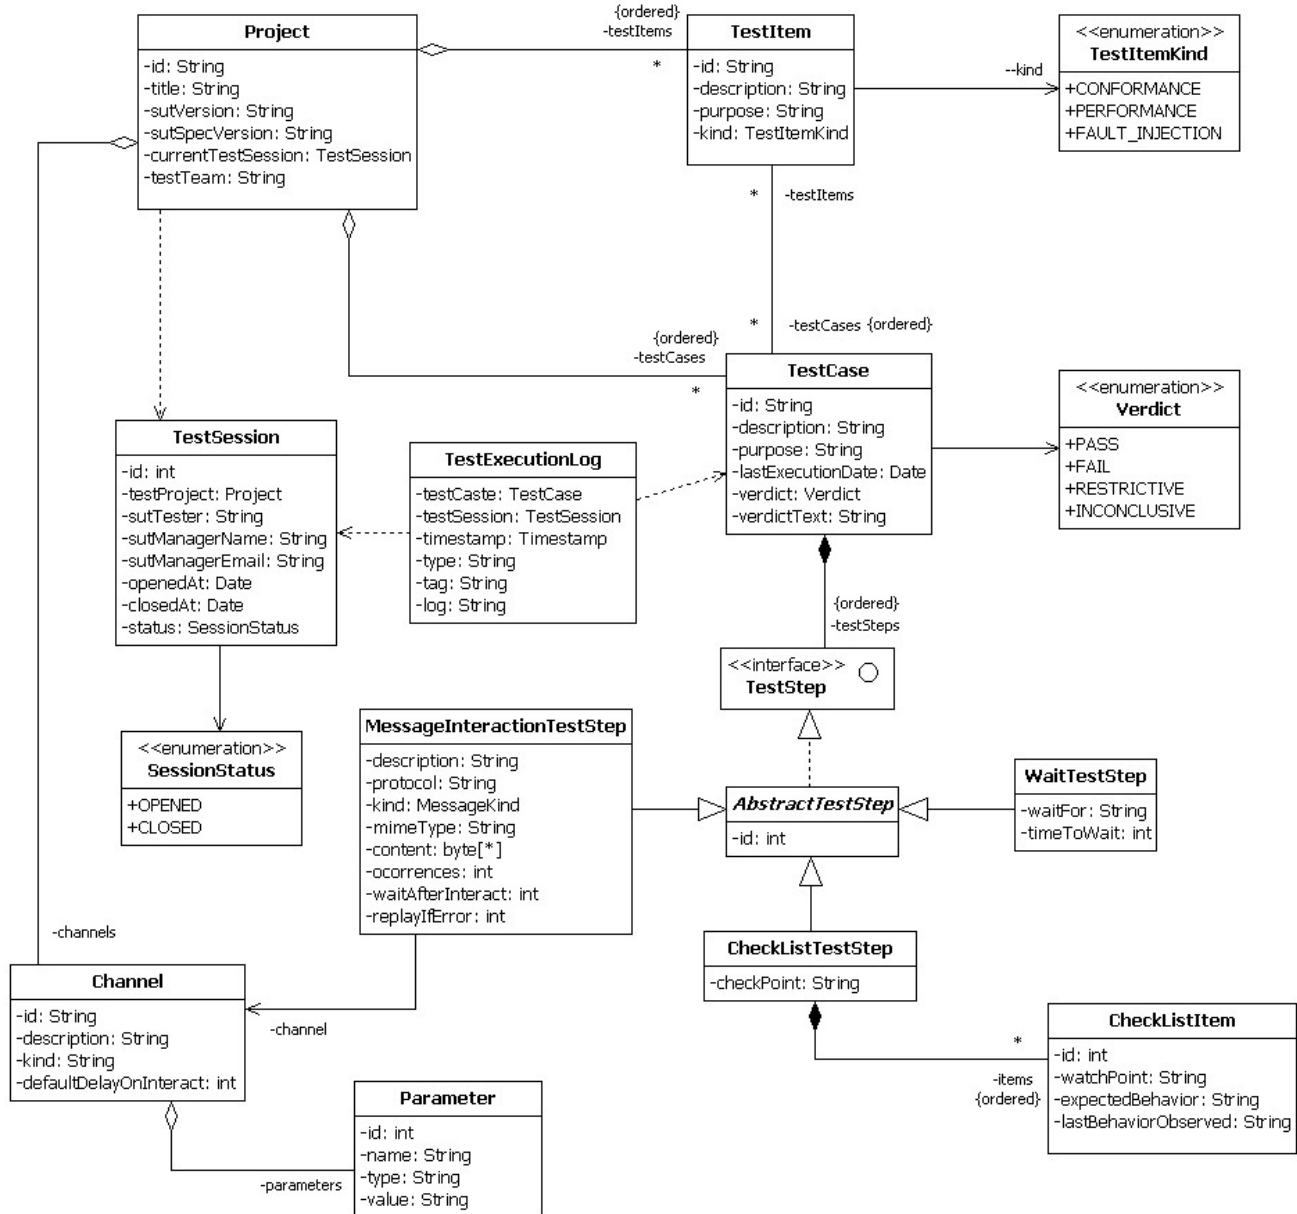 Project
-id: String
-title: String
-sutVersion: String
-sutSpecVersion: String
-currentTestSession: TestSession
-testTeam: String
{ordered}
-testItems
*
TestItem
-id: String
-description: String
-purpose: String
-kind: TestItemKind
--kind
<<enumeration>>
TestItemKind
+CONFORMANCE
+PERFORMANCE
+FAULT_INJECTION
* -testItems
* -testCases {ordered}
{ordered}
-testCases
*
TestCase
-id: String
-description: String
-purpose: String
-lastExecutionDate: Date
-verdict: Verdict
-verdictText: String
<<enumeration>>
Verdict
+PASS
+FAIL
+RESTRICTIVE
+INCONCLUSIVE
TestSession
-id: int
-testProject: Project
-sutTester: String
-sutManagerName: String
-sutManagerEmail: String
-openedAt: Date
-closedAt: Date
-status: SessionStatus
TestExecutionLog
-testCaste: TestCase
-testSession: TestSession
-timestamp: Timestamp
-type: String
-tag: String
-log: String
{ordered}
-testSteps
<<interface>>
TestStep
<<enumeration>>
SessionStatus
+OPENED
+CLOSED
MessageInteractionTestStep
-description: String
-protocol: String
-kind: MessageKind
-mimeType: String
-content: byte[*]
-ocorrences: int
-waitAfterInteract: int
-replayIfError: int
AbstractTestStep
-id: int
WaitTestStep
-waitFor: String
-timeToWait: int
-channels
Channel
-id: String
-description: String
-kind: String
-defaultDelayOnInteract: int
-channel
CheckListTestStep
-checkPoint: String
*
-items
{ordered}
CheckListItem
-id: int
-watchPoint: String
-expectedBehavior: String
-lastBehaviorObserved: String
-parameters
Parameter
-id: int
-name: String
-type: String
-value: String